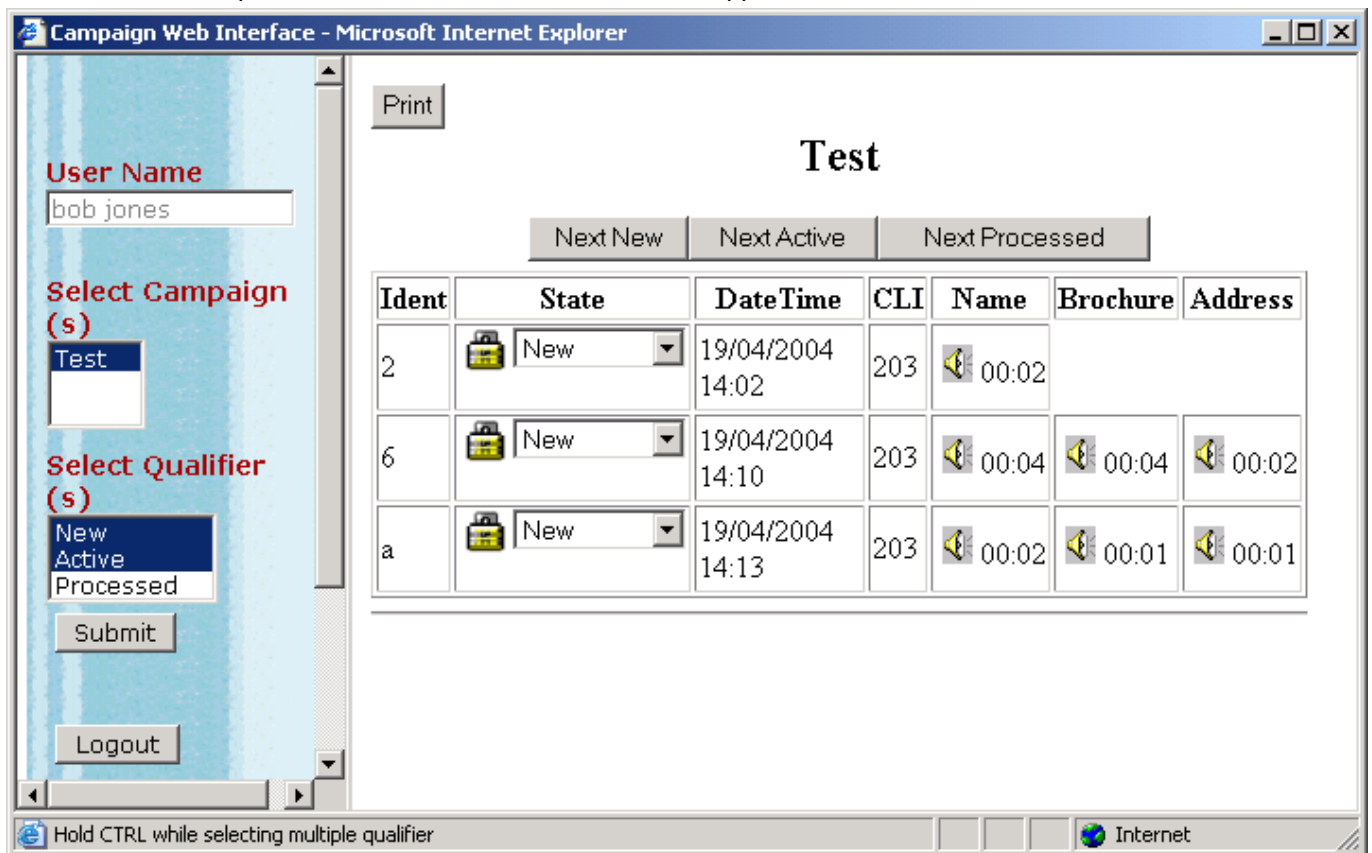 Campaign Web Interface - Microsoft Internet Explorer
User Name
bob jones
Select Campaign
(s)
Test
Select Qualifier
(s)
New
Active
Processed
Submit
Logout
Print
Test
Next New Next Active Next Processed
Ident State DateTime CLI Name Brochure Address
2 New 19/04/2004 14:02 203 00:02
6 New 19/04/2004 14:10 203 00:04 00:04 00:02
a New 19/04/2004 14:13 203 00:02 00:01 00:01
Hold CTRL while selecting multiple qualifier
Internet